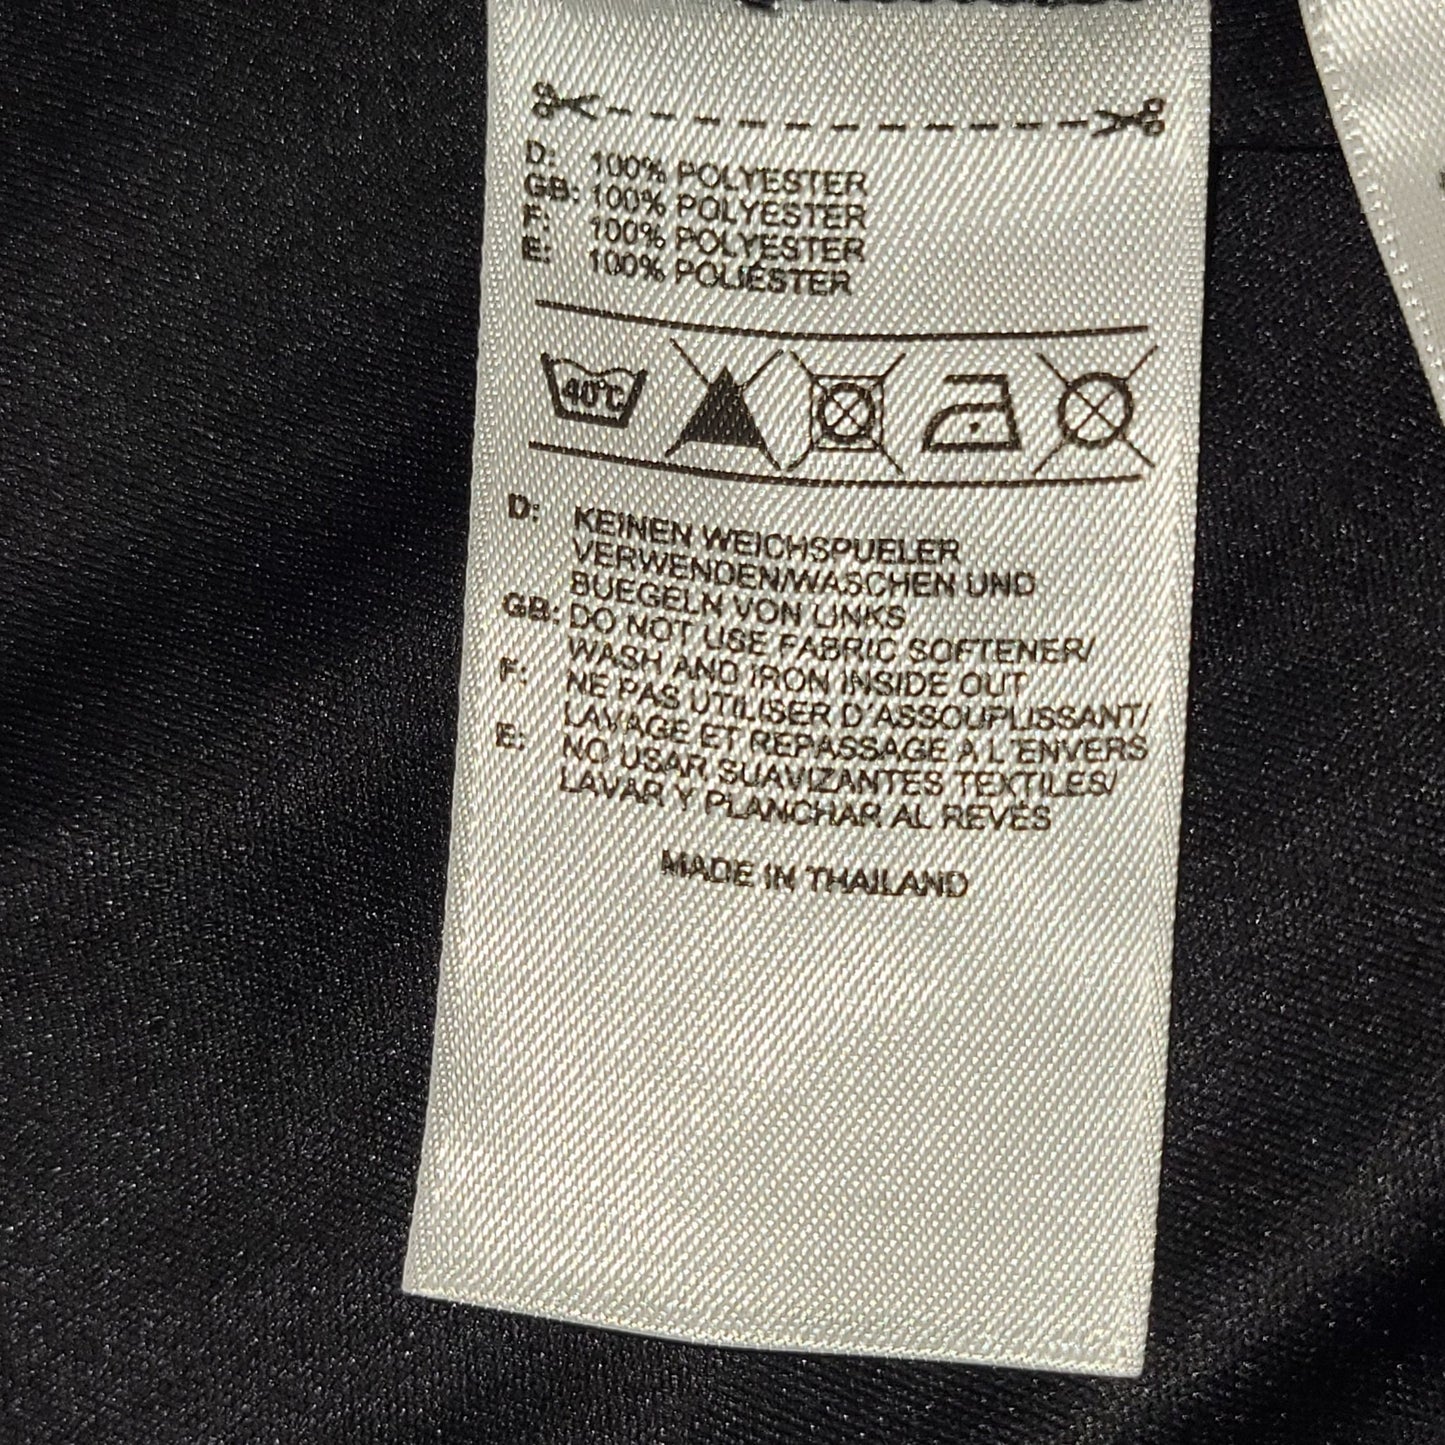 D: 100% POLYESTER
GB: 100% POLYESTER
F: 100% POLYESTER
E: 100% POLIÉSTER
40°C
D: KEINEN WEICHSPUELER
VERWENDEN/WASCHEN UND
BUEGELN VON LINKS
GB: DO NOT USE FABRIC SOFTENER/
WASH AND IRON INSIDE OUT
F: NE PAS UTILISER D'ASSOUPLISSANT/
LAVAGE ET REPASSAGE A L'ENVERS
E: NO USAR SUAVIZANTES TEXTILES/
LAVAR Y PLANCHAR AL REVÉS
MADE IN THAILAND